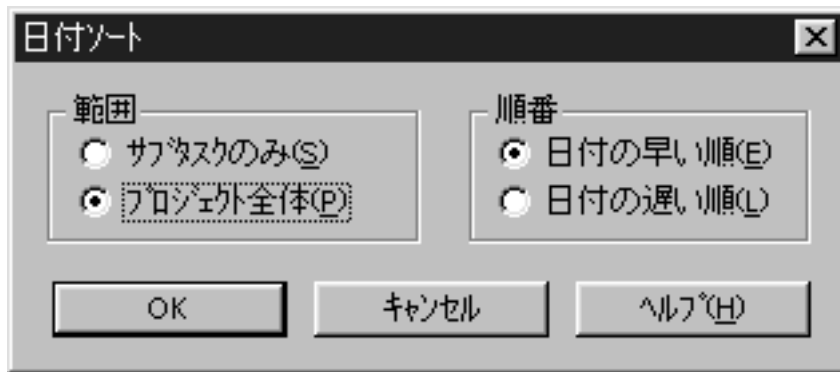 日付ソート
範囲
サブタスクのみ(S)
プロジェクト全体(P)
順番
日付の早い順(E)
日付の遅い順(L)
OK
キャンセル
ヘルプ(H)